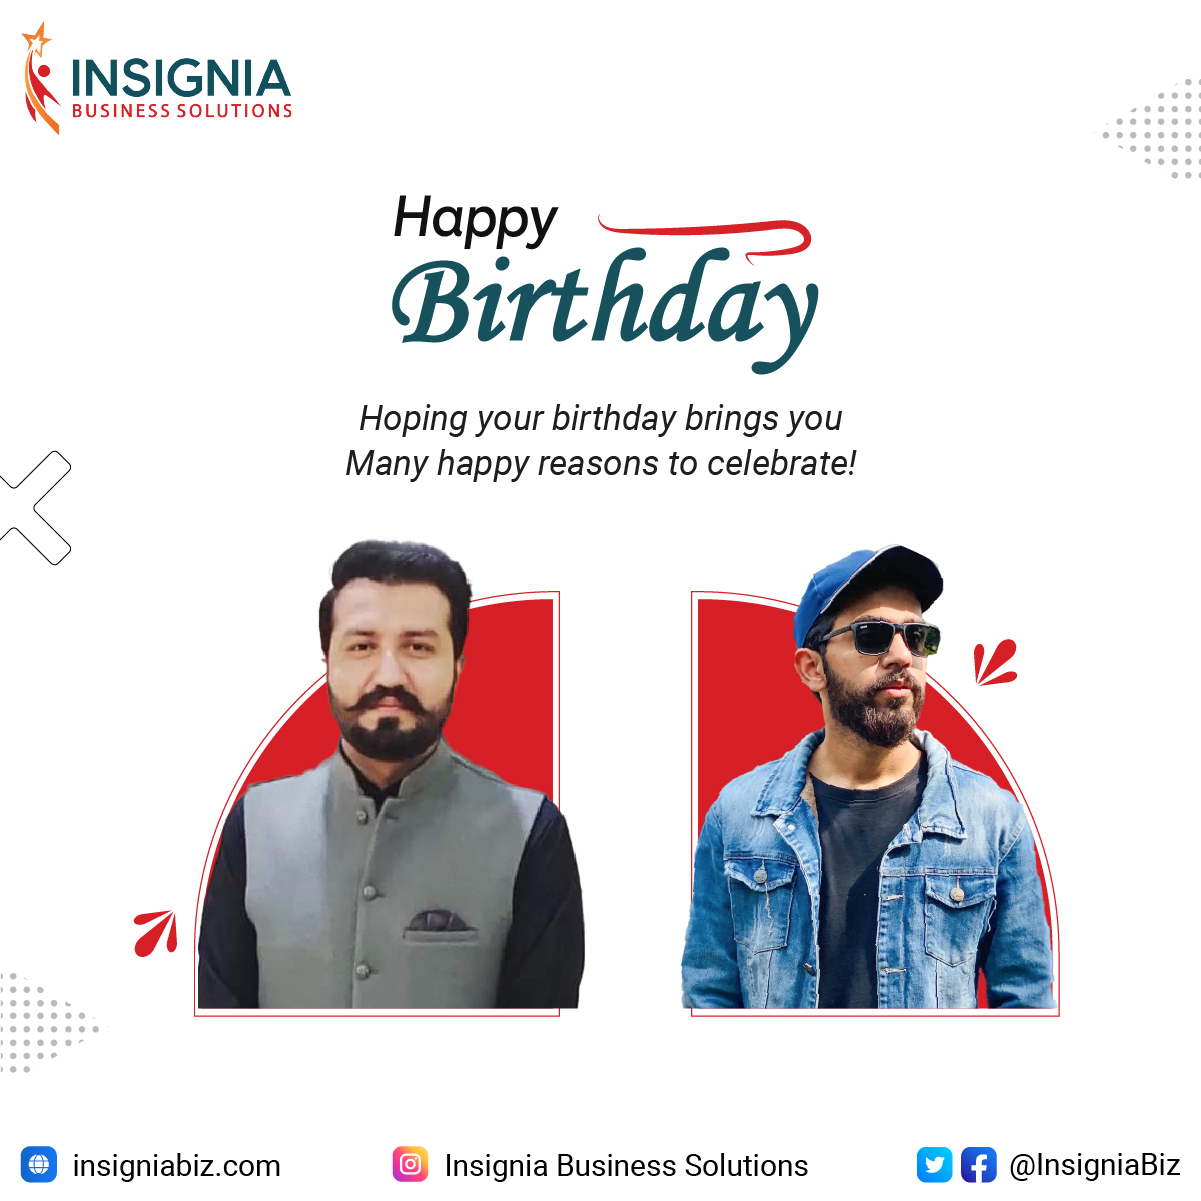 INSIGNIA
BUSINESS SOLUTIONS
Happy
Birthday
Hoping your birthday brings you
Many happy reasons to celebrate!
insigniabiz.com
Insignia Business Solutions
@InsigniaBiz